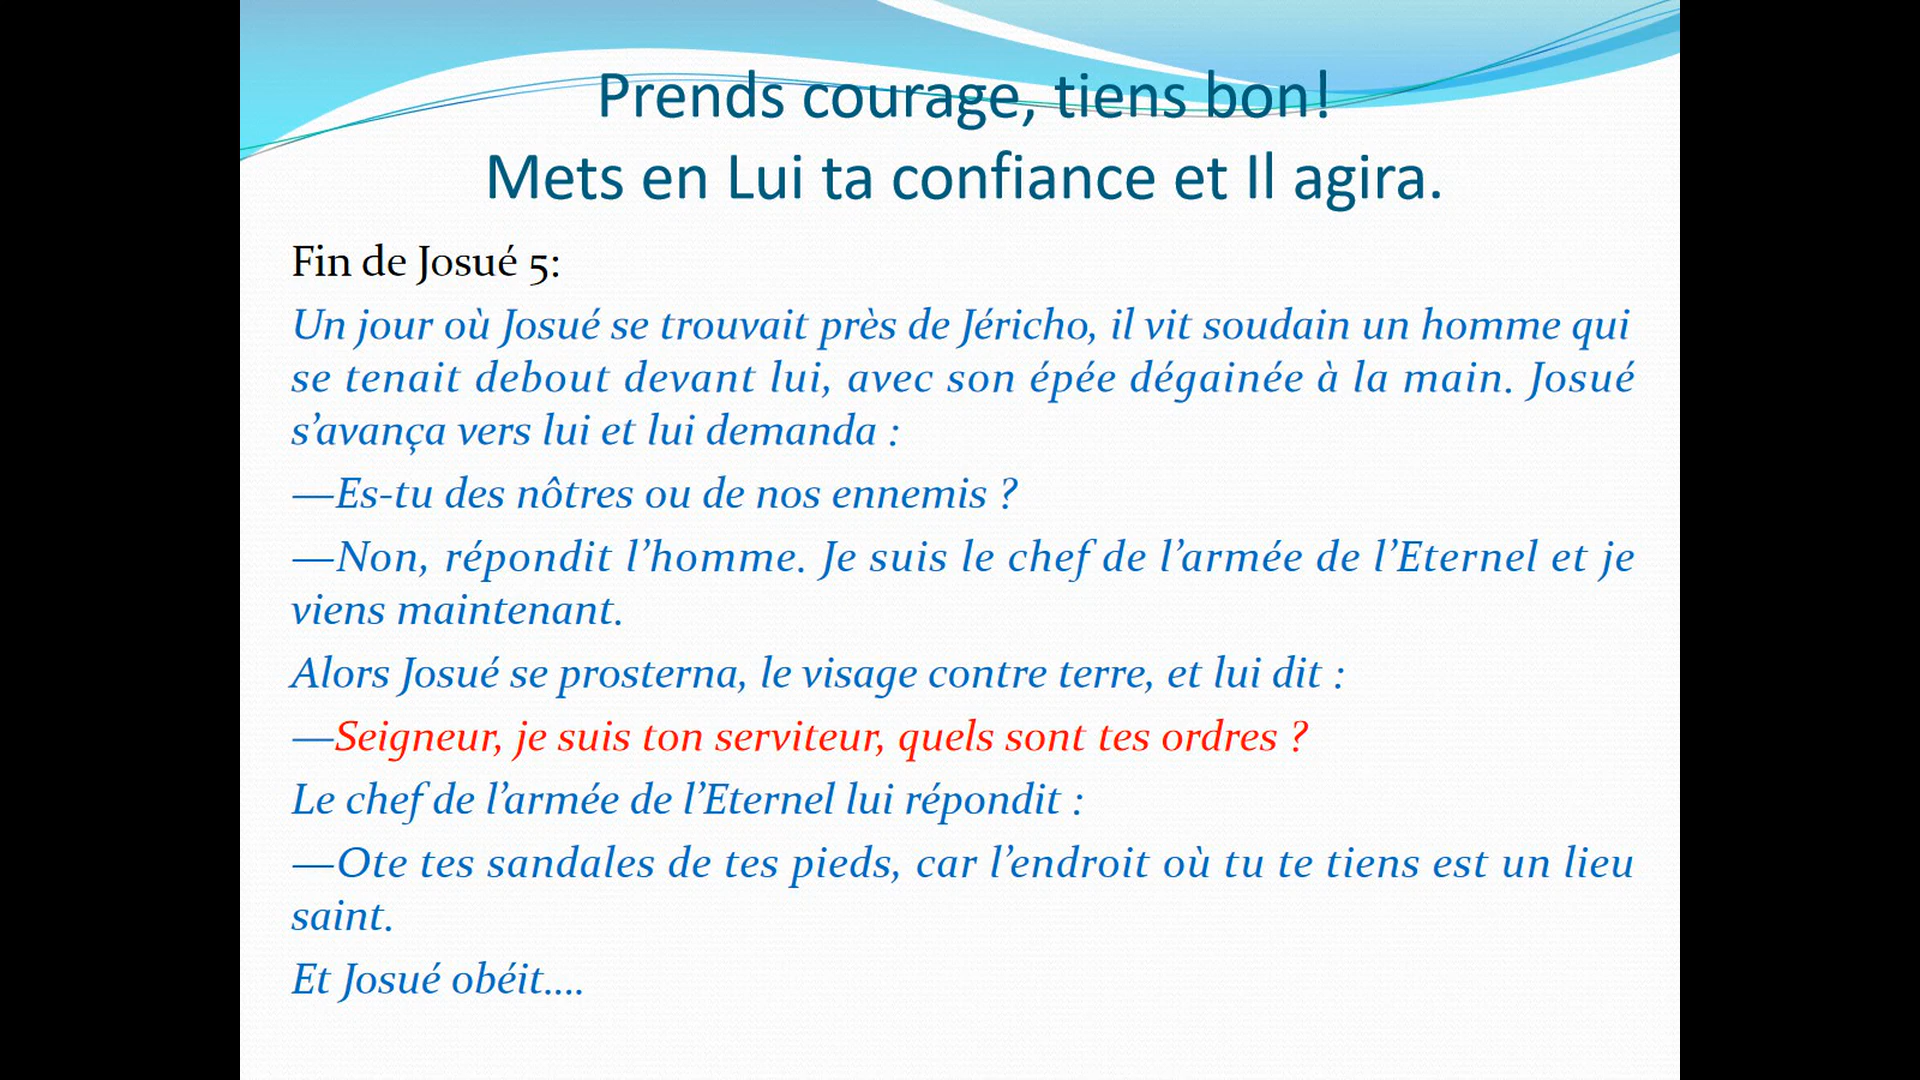 Prends courage, tiens bon!
Mets en Lui ta confiance et Il agira.
Fin de Josué 5:
Un jour où Josué se trouvait près de Jéricho, il vit soudain un homme qui
se tenait debout devant lui, avec son épée dégainée à la main. Josué
s’avança vers lui et lui demanda :
—Es-tu des nôtres ou de nos ennemis ?
—Non, répondit l’homme. Je suis le chef de l’armée de l’Eternel et je
viens maintenant.
Alors Josué se prosterna, le visage contre terre, et lui dit :
—Seigneur, je suis ton serviteur, quels sont tes ordres ?
Le chef de l’armée de l’Eternel lui répondit :
—Ote tes sandales de tes pieds, car l’endroit où tu te tiens est un lieu
saint.
Et Josué obéit....